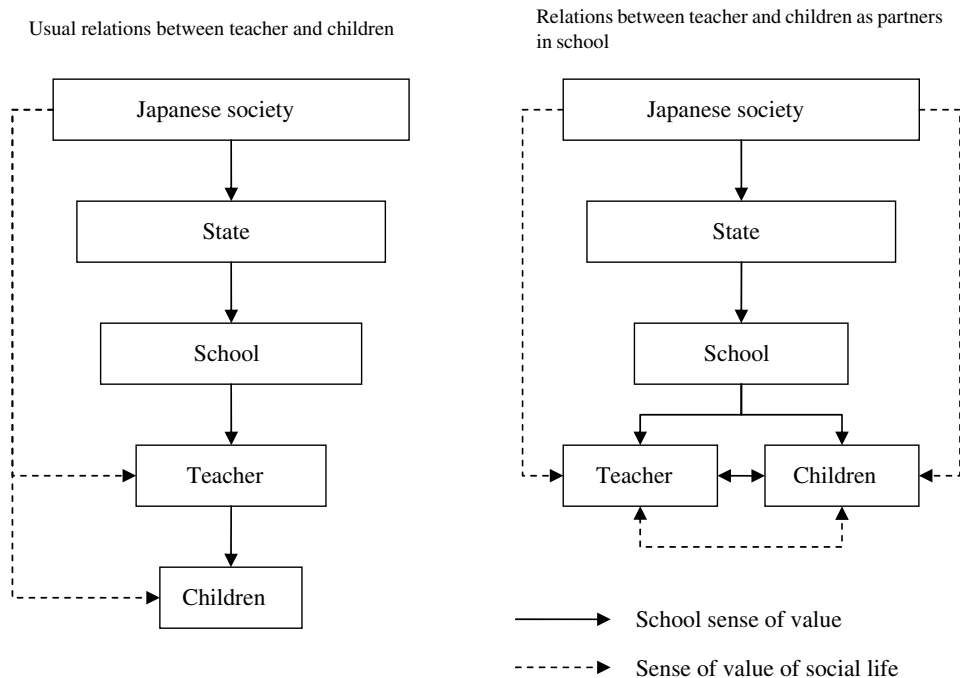 Usual relations between teacher and children
Japanese society
State
School
Teacher
Children
Relations between teacher and children as partners
in school
Japanese society
State
School
Teacher
Children
School sense of value
Sense of value of social life